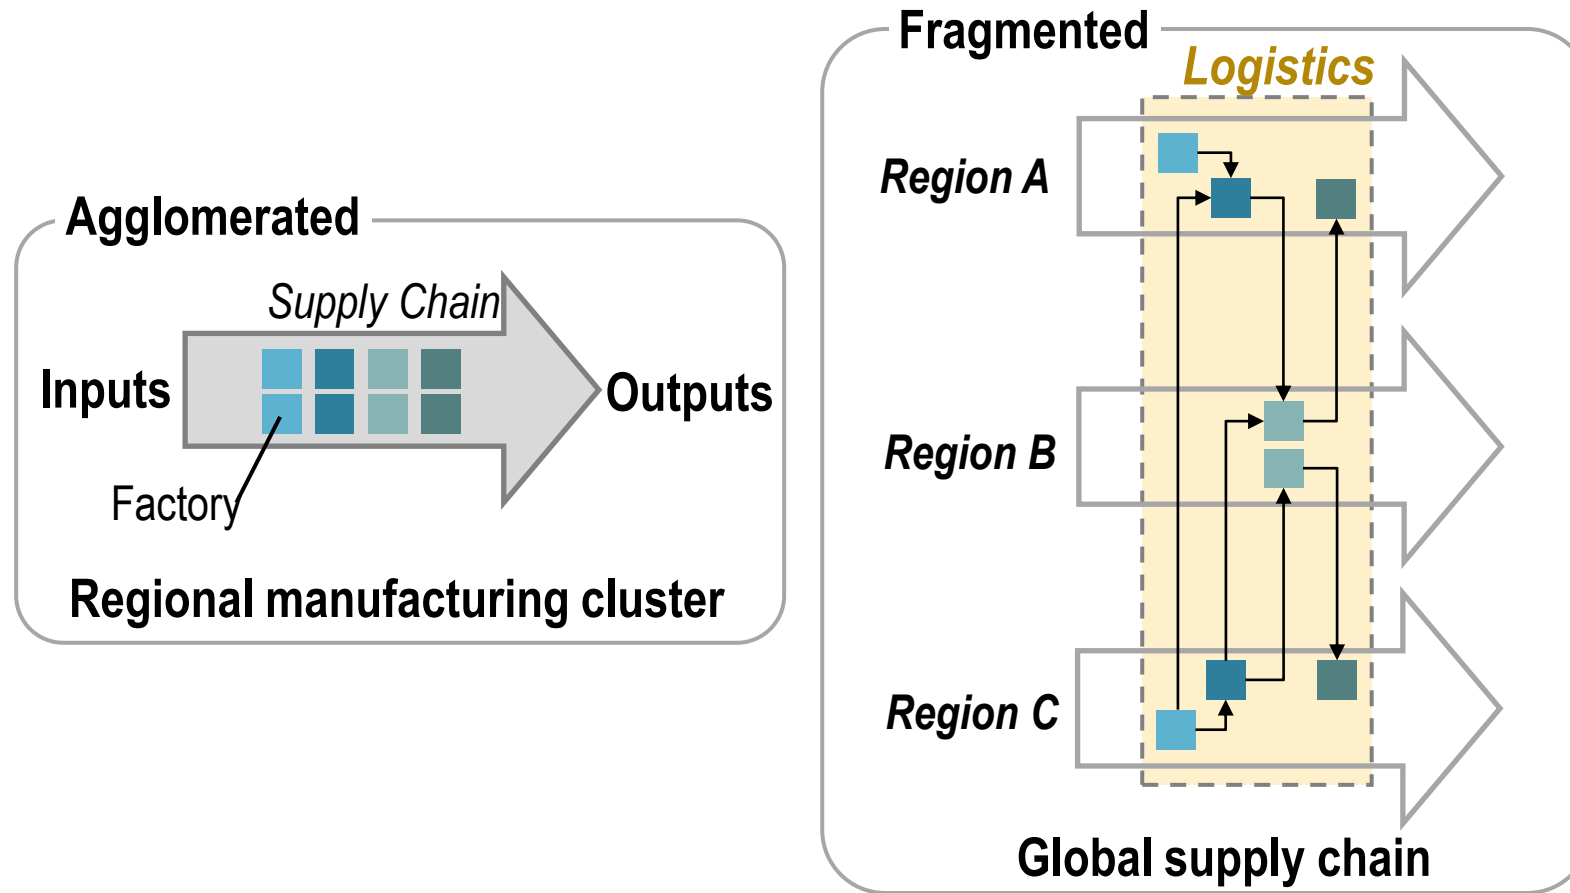 Agglomerated
Supply Chain
Inputs
Outputs
Factory
Regional manufacturing cluster
Fragmented
Logistics
Region A
Region B
Region C
Global supply chain